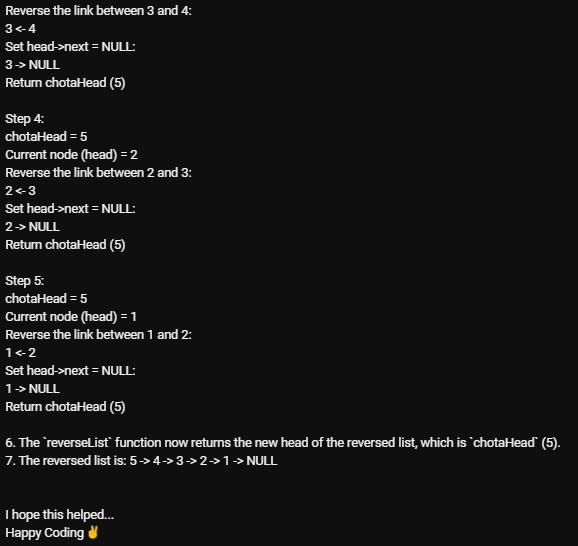 Reverse the link between 3 and 4:
3 <- 4
Set head->next = NULL:
3 -> NULL
Return chotaHead (5)

Step 4:
chotaHead = 5
Current node (head) = 2
Reverse the link between 2 and 3:
2 <- 3
Set head->next = NULL:
2 -> NULL
Return chotaHead (5)

Step 5:
chotaHead = 5
Current node (head) = 1
Reverse the link between 1 and 2:
1 <- 2
Set head->next = NULL:
1 -> NULL
Return chotaHead (5)

6. The `reverseList` function now returns the new head of the reversed list, which is `chotaHead` (5).
7. The reversed list is: 5 -> 4 -> 3 -> 2 -> 1 -> NULL

I hope this helped...
Happy Coding ✌